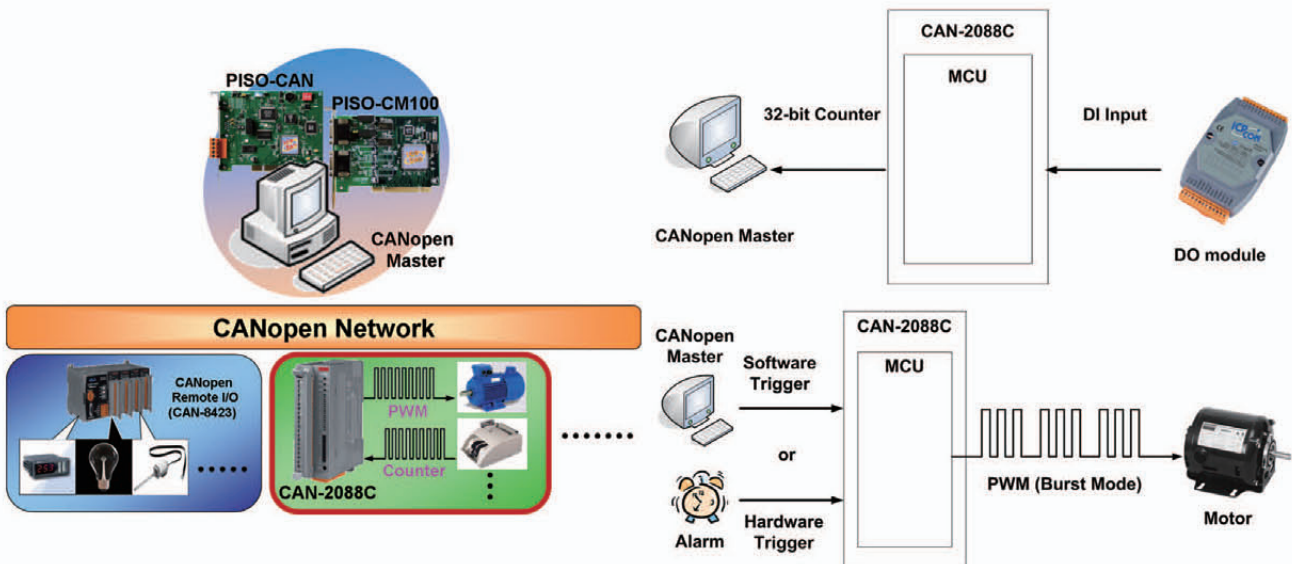 PISO-CAN
PISO-CM100
CANopen
Master
CANopen Network
CANopen
Remote I/O
(CAN-8423)
PWM
Counter
CAN-2088C
CAN-2088C
MCU
32-bit Counter
DI Input
CANopen Master
DO module
CANopen
Master
Software
Trigger
or
Alarm
Hardware
Trigger
CAN-2088C
MCU
PWM (Burst Mode)
Motor